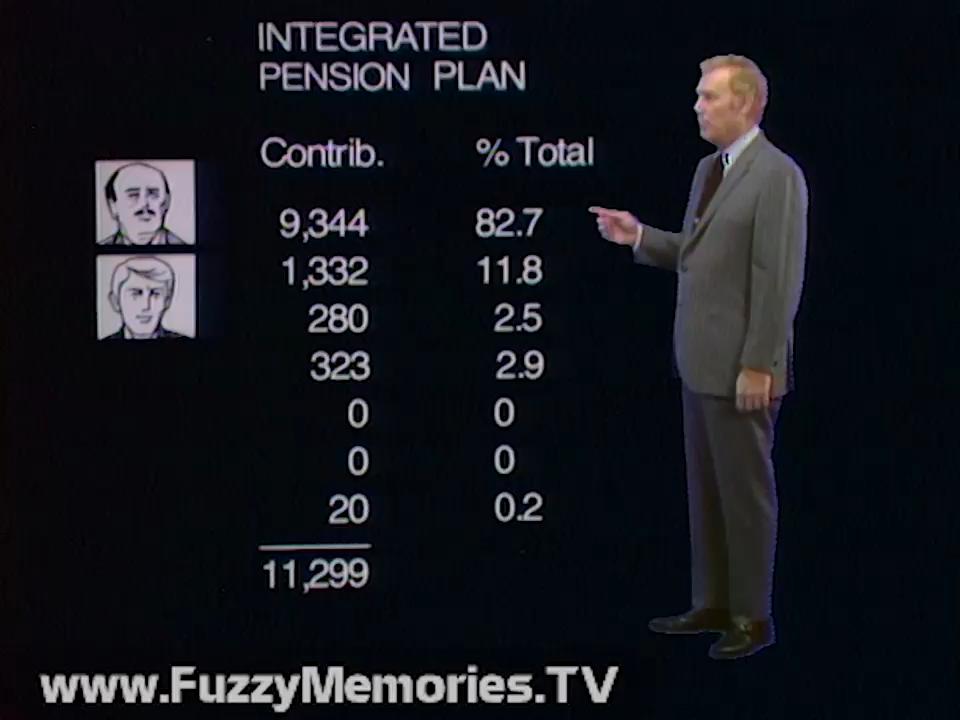 INTEGRATED
PENSION PLAN
Contrib. % Total
9,344 82.7
1,332 11.8
280 2.5
323 2.9
0 0
0 0
20 0.2
11,299
www.FuzzyMemories.TV